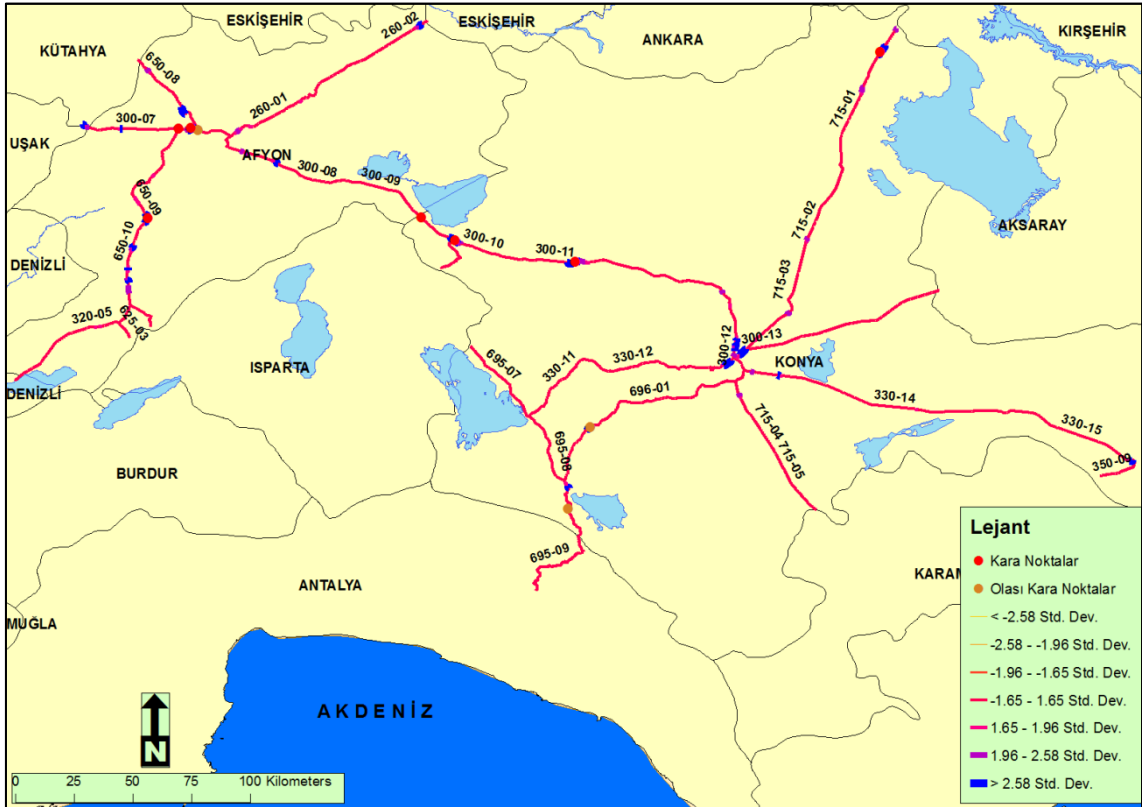 ESKİŞEHİR
ESKİŞEHİR
260-02
ANKARA
KIRŞEHİR
KÜTAHYA
650-08
260-01
715-01
300-07
UŞAK
AFYON
300-08
300-09
650-09
715-02
AKSARAY
650-10
300-10
300-11
DENİZLİ
715-03
320-05
625-03
300-12
300-13
ISPARTA
695-07
330-11
330-12
KONYA
DENİZLİ
696-01
330-14
330-15
715-04
715-05
695-08
350-09
BURDUR
695-09
ANTALYA
KARAM
MUĞLA
AKDENİZ
N
0 25 50 75 100 Kilometers
Lejant
Kara Noktalar
Olası Kara Noktalar
< -2.58 Std. Dev.
-2.58 - -1.96 Std. Dev.
-1.96 - -1.65 Std. Dev.
-1.65 - 1.65 Std. Dev.
1.65 - 1.96 Std. Dev.
1.96 - 2.58 Std. Dev.
> 2.58 Std. Dev.